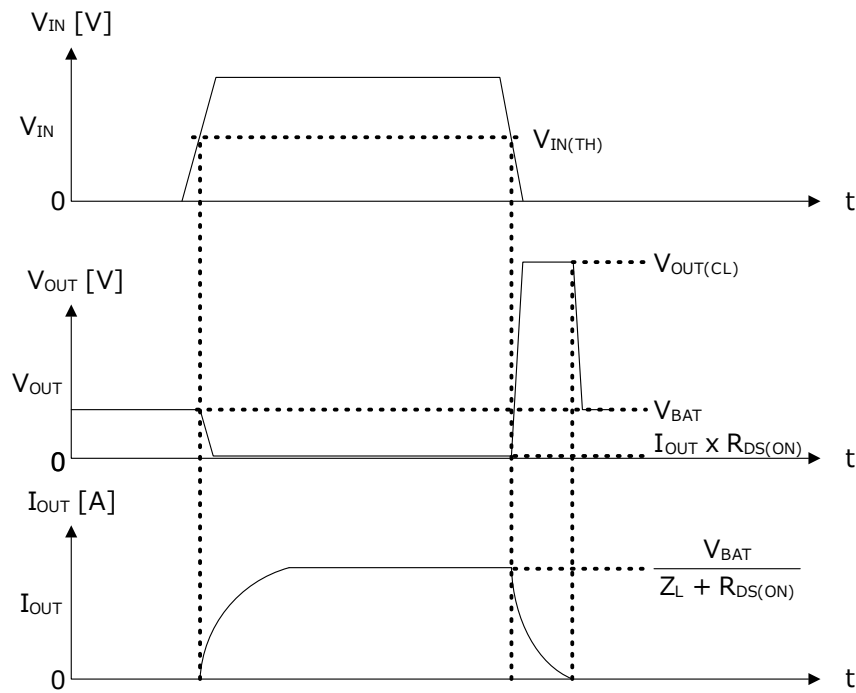 VIN [V]
VIN
VIN(TH)
0
t
VOUT(CL)
VOUT [V]
VOUT
VBAT
IOUT x RDS(ON)
0
t
IOUT [A]
VBAT
ZL + RDS(ON)
IOUT
0
t